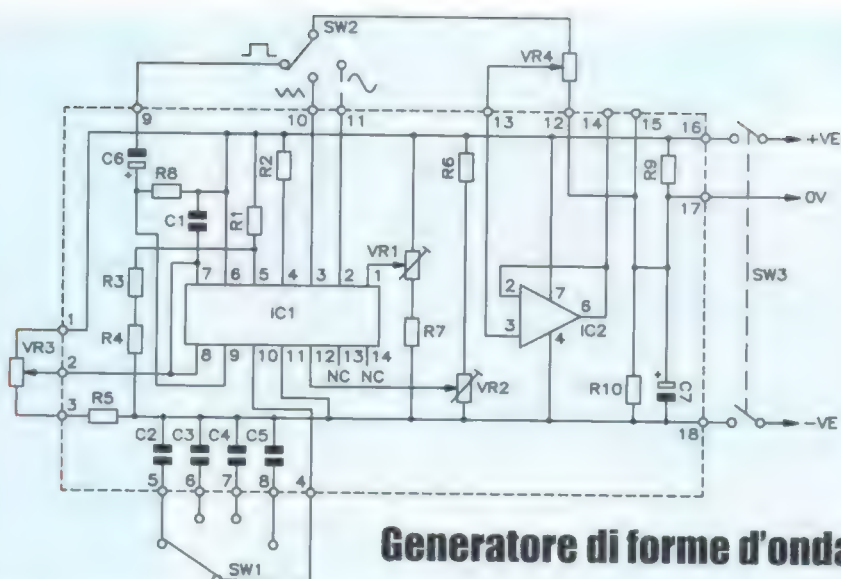 SW2
VR4
9 10 11 13 12 14 15 16 +VE
C6
R8
R2
R6
R9
C1
R1
17 0V
VR1
R3
7 6 5 4 3 2 1
2 7 6
SW3
1
IC1
3 4 IC2
R4
R7
VR3
2
8 9 10 11 12 13 14
NC NC
VR2
R10
C7
3 R5
18 -VE
C2 C3 C4 C5
5 6 7 8 4
SW1
Generatore di forme d'onda